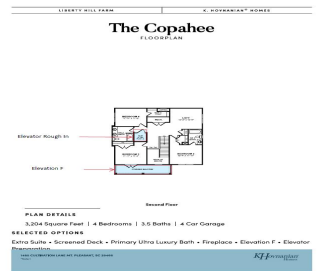 LIBERTY HILL FARM
K. HOVNANIAN® HOMES
The Copahee
FLOORPLAN
Elevator Rough In
Elevation F
Second Floor
PLAN DETAILS
3,204 Square Feet | 4 Bedrooms | 3.5 Baths | 4 Car Garage
SELECTED OPTIONS
Extra Suite • Screened Deck • Primary Ultra Luxury Bath • Fireplace • Elevation F • Elevator
Preparation
K. Hovnanian
Homes